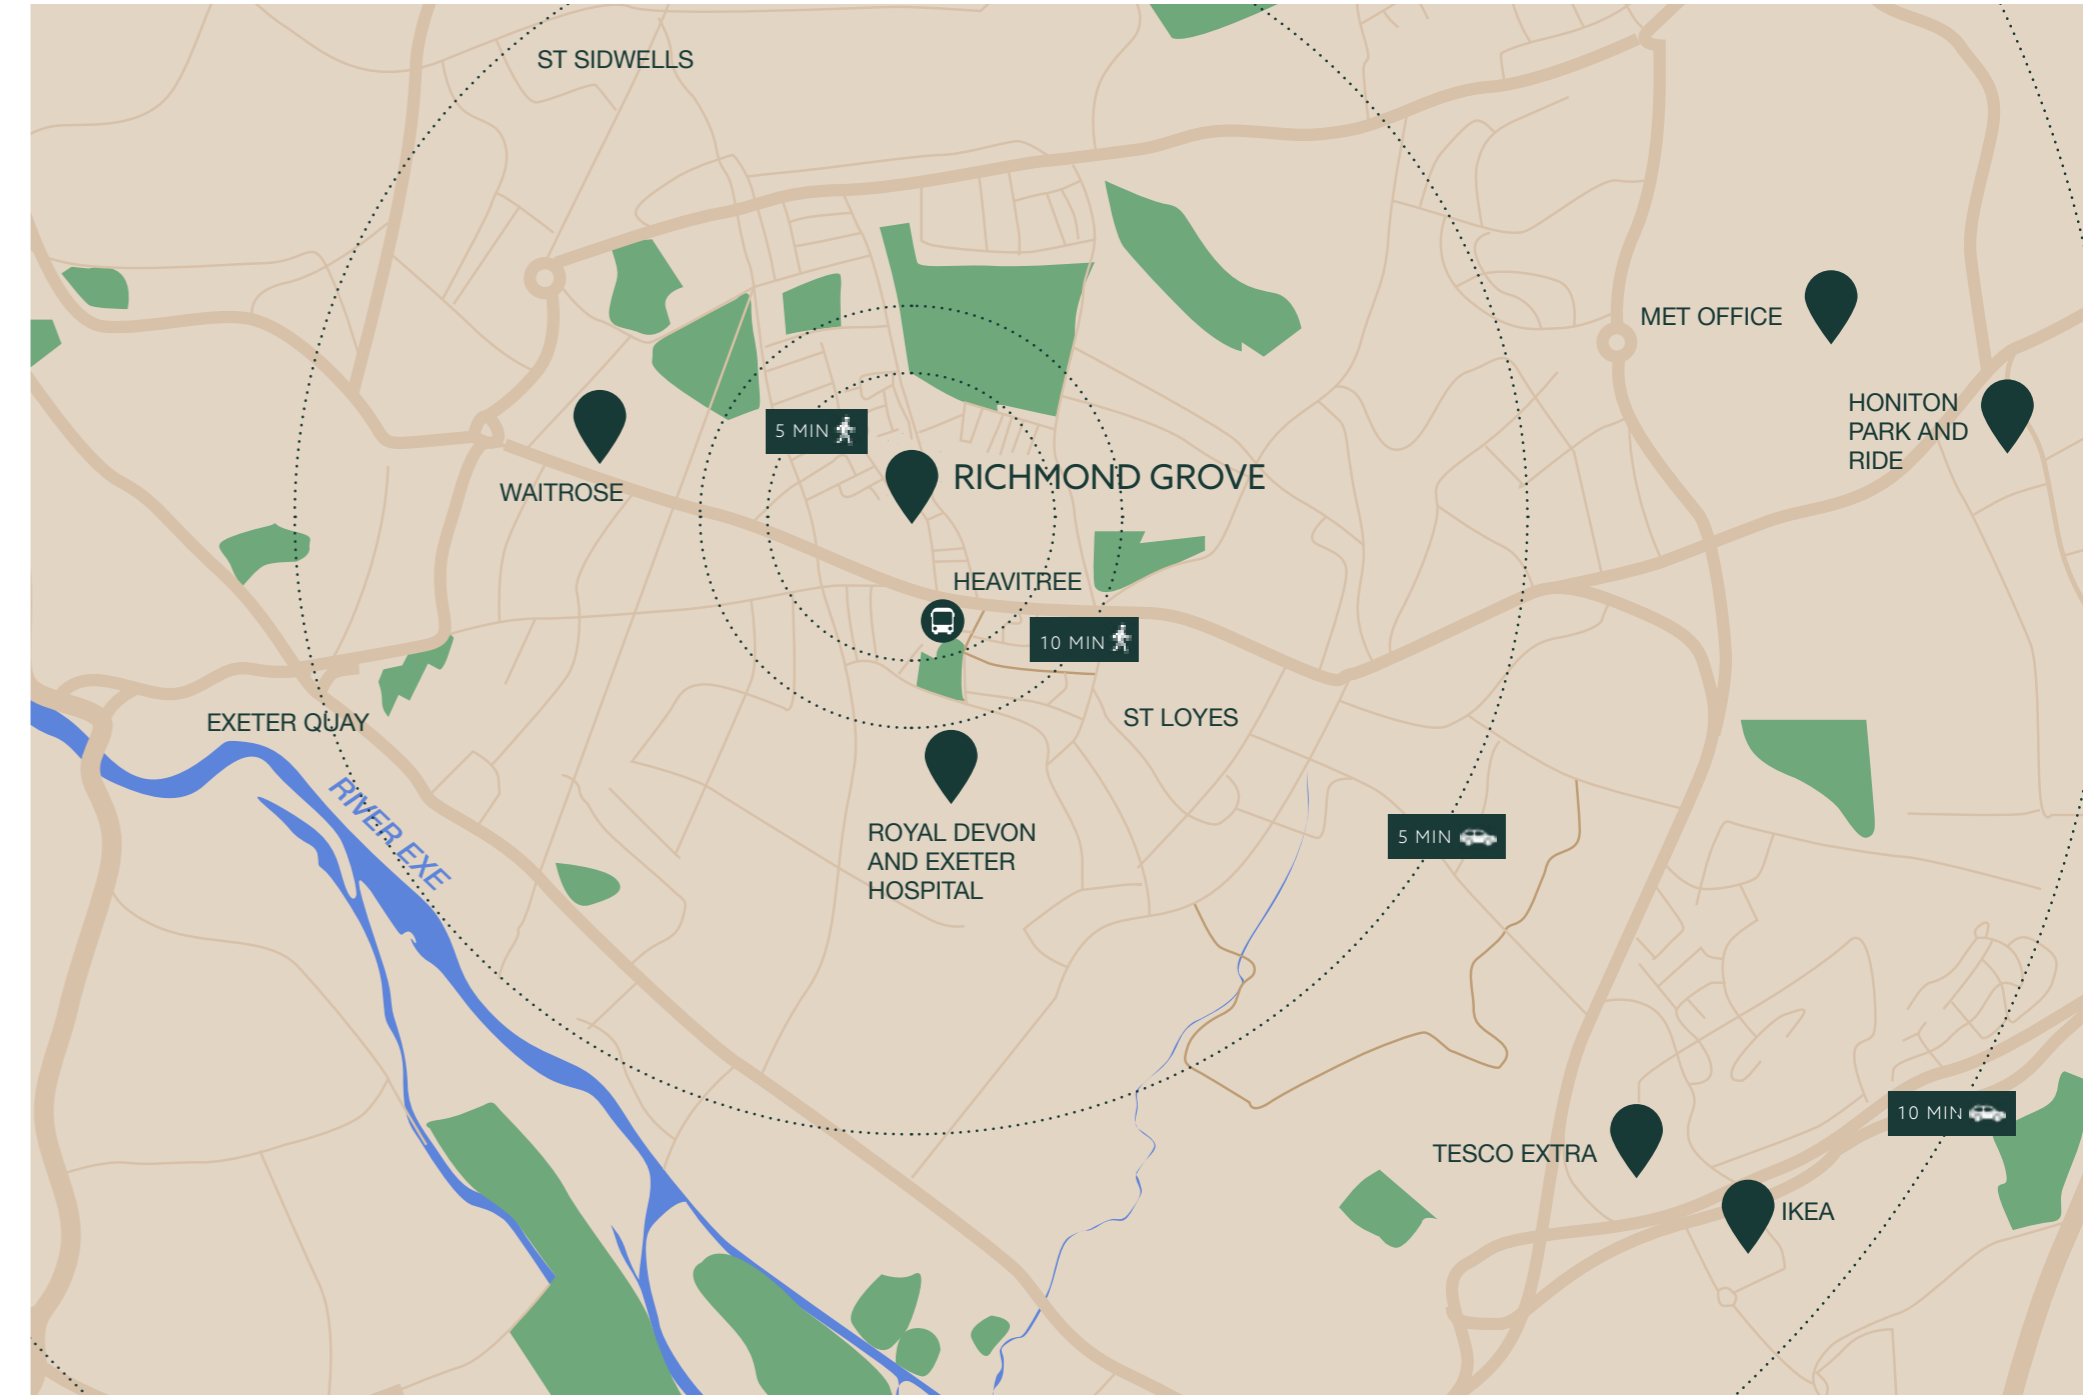 ST SIDWELLS
MET OFFICE
HONITON
PARK AND
RIDE
5 MIN
RICHMOND GROVE
WAITROSE
HEAVITREE
10 MIN
EXETER QUAY
ST LOYES
RIVER EXE
ROYAL DEVON
AND EXETER
HOSPITAL
5 MIN
10 MIN
TESCO EXTRA
IKEA